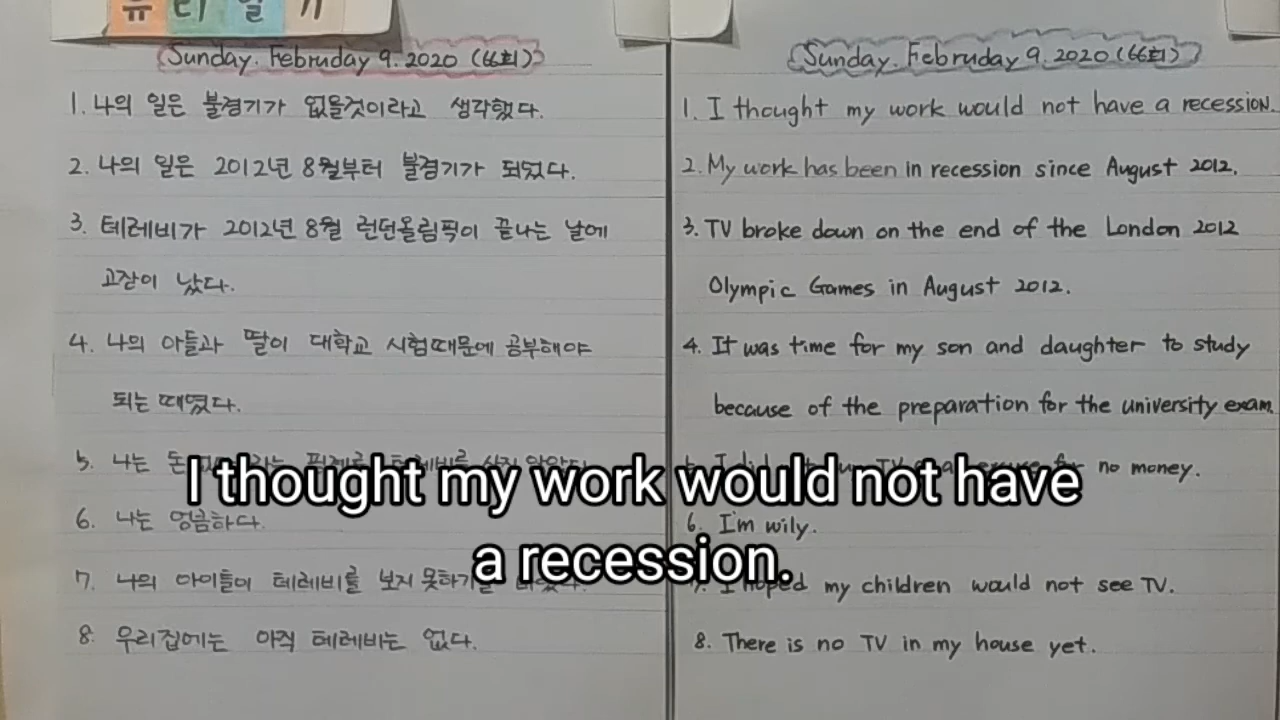 유리일기
Sunday. Februday 9. 2020 (66회)
1. 나의 일은 불경기가 없을것이라고 생각했다.
2. 나의 일은 2012년 8월부터 불경기가 되었다.
3. 테레비가 2012년 8월 런던올림픽이 끝나는 날에
고장이 났다.
4. 나의 아들과 딸이 대학교 시험때문에 공부해야
되는 때였다.
5. 나는 돈
6. 나는 엉큼하다.
7. 나의 아이들이 테레비를 보지 못하기를
8. 우리집에는 아직 테레비는 없다.
Sunday. Februday 9. 2020 (66회)
1. I thought my work would not have a recession.
2. My work has been in recession since August 2012.
3. TV broke down on the end of the London 2012
Olympic Games in August 2012.
4. It was time for my son and daughter to study
because of the preparation for the university exam.
no money.
6. I'm wily.
7. I hoped my children would not see TV.
8. There is no TV in my house yet.
I thought my work would not have
a recession.